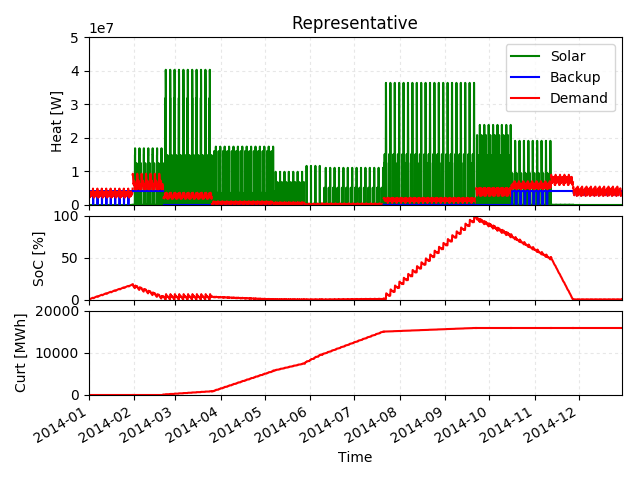 Representative
1e7
5
4
3
2
1
0
Heat [W]
Solar
Backup
Demand
100
50
0
SoC [%]
20000
10000
0
Curt [MWh]
2014-01
2014-02
2014-03
2014-04
2014-05
2014-06
2014-07
2014-08
2014-09
2014-10
2014-11
2014-12
Time